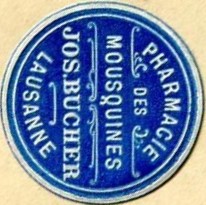 PHARMACIE
DES
MOUSQUINES
JOS. BUCHER
LAUSANNE